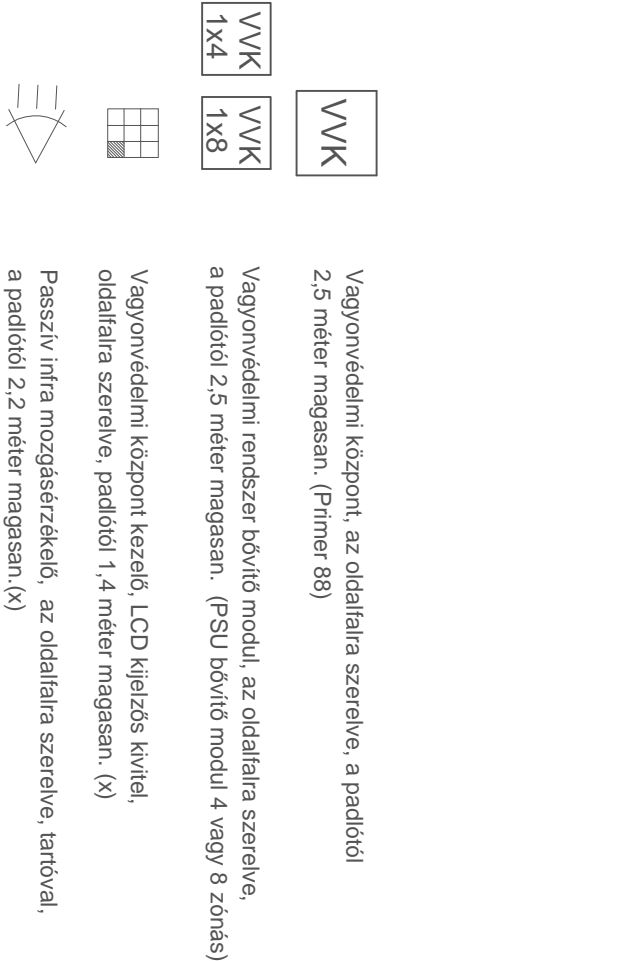 VVK
Vagyonvédelmi központ, az oldalfalra szerelve, a padlótól
2,5 méter magasan. (Primer 88)
VVK
1x4
VVK
1x8
Vagyonvédelmi rendszer bővítő modul, az oldalfalra szerelve,
a padlótól 2,5 méter magasan. (PSU bővítő modul 4 vagy 8 zónás)
Vagyonvédelmi központ kezelő, LCD kijelzős kivitel,
oldalfalra szerelve, padlótól 1,4 méter magasan. (x)
Passzív infra mozgásérzékelő, az oldalfalra szerelve, tartóval,
a padlótól 2,2 méter magasan.(x)